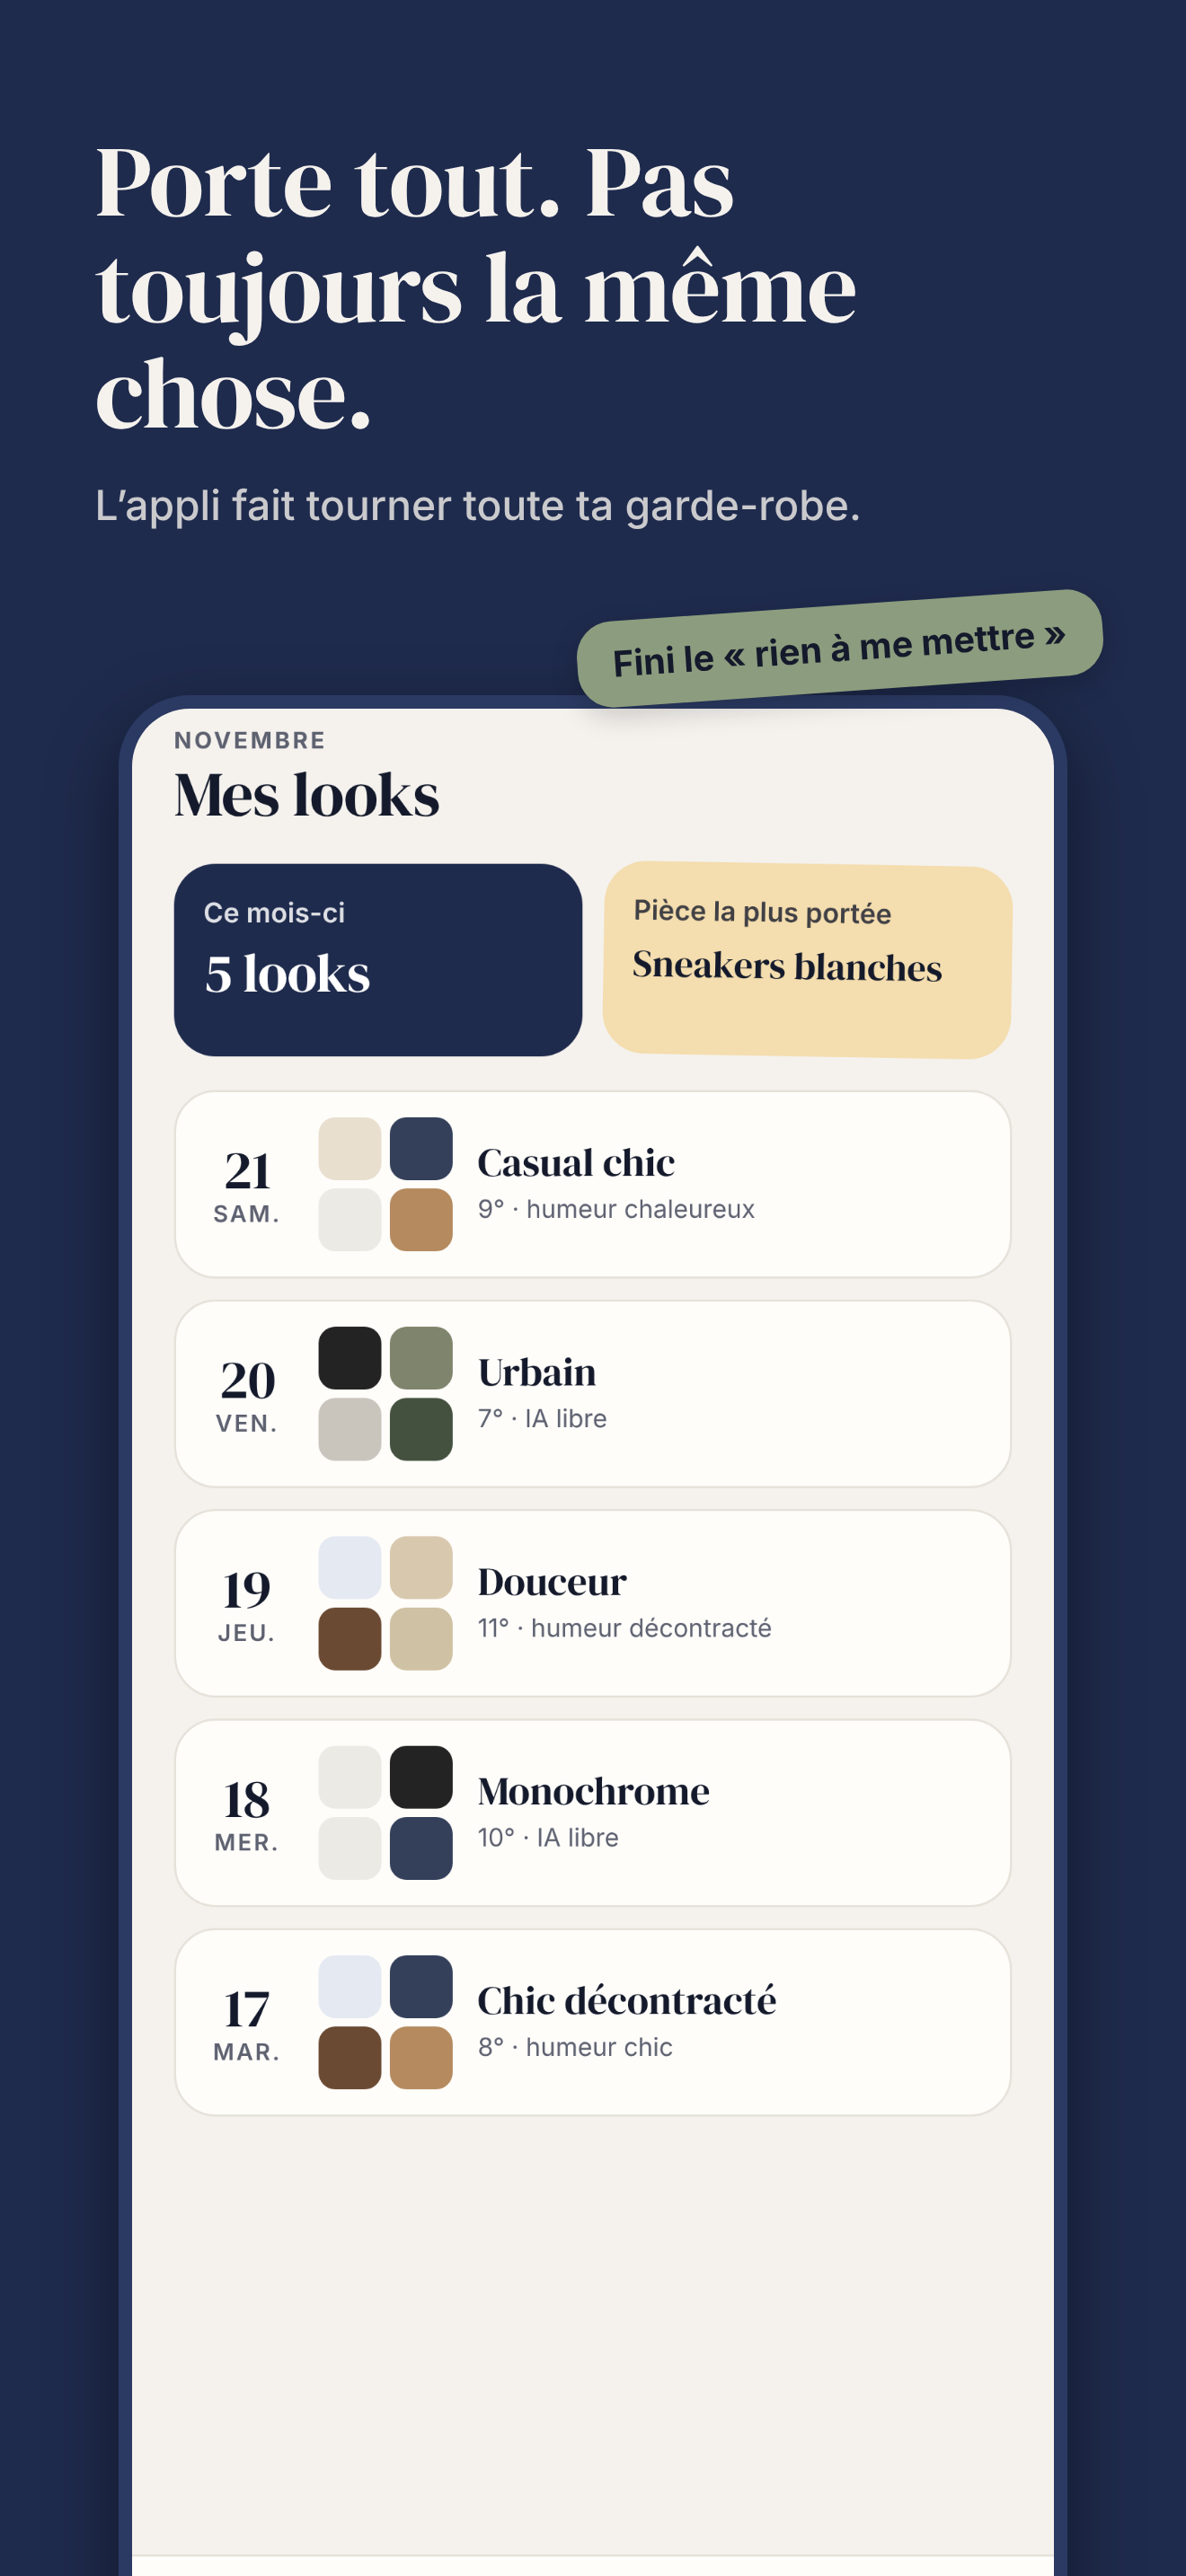 Porte tout. Pas
toujours la même
chose.
L’appli fait tourner toute ta garde-robe.
Fini le « rien à me mettre »
NOVEMBRE
Mes looks
Ce mois-ci
5 looks
Pièce la plus portée
Sneakers blanches
21
SAM.
Casual chic
9° · humeur chaleureux
20
VEN.
Urbain
7° · IA libre
19
JEU.
Douceur
11° · humeur décontracté
18
MER.
Monochrome
10° · IA libre
17
MAR.
Chic décontracté
8° · humeur chic